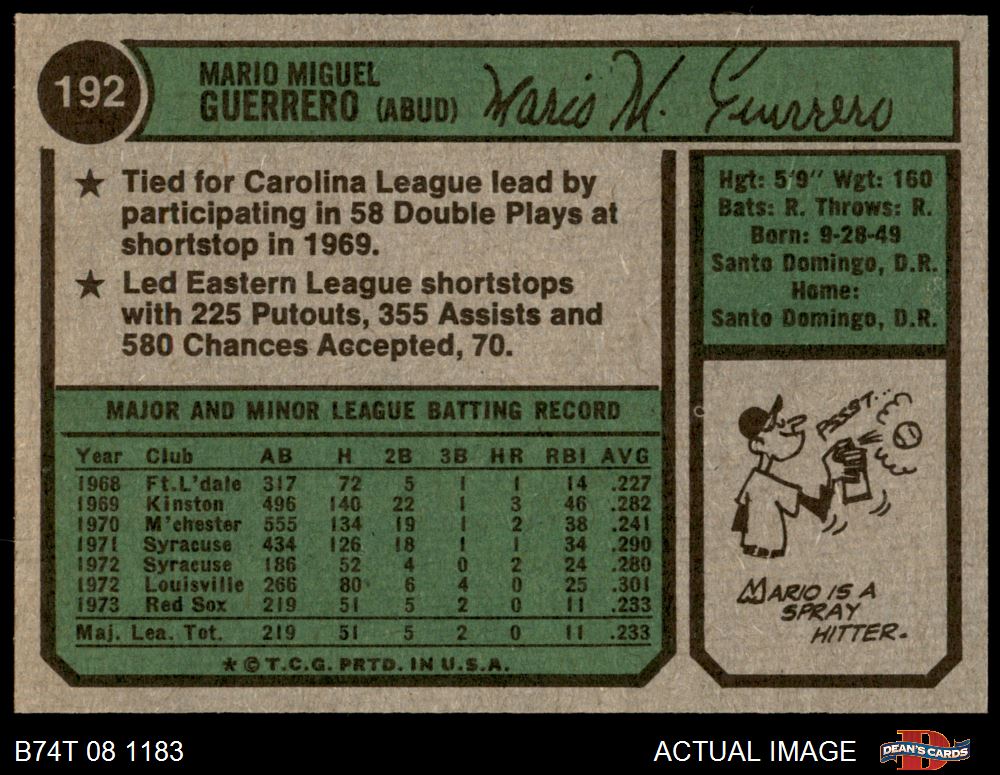 192
MARIO MIGUEL
GUERRERO (ABUD)
Mario M. Guerrero
★ Tied for Carolina League lead by
participating in 58 Double Plays at
shortstop in 1969.
★ Led Eastern League shortstops
with 225 Putouts, 355 Assists and
580 Chances Accepted, 70.
Hgt: 5'9" Wgt: 160
Bats: R. Throws: R.
Born: 9-28-49
Santo Domingo, D.R.
Home:
Santo Domingo, D.R.
MAJOR AND MINOR LEAGUE BATTING RECORD
Year Club AB H 2B 3B HR RBI AVG
1968 Ft.L'dale 317 72 5 1 1 14 .227
1969 Kinston 496 140 22 1 3 46 .282
1970 M'chester 555 134 19 1 2 38 .241
1971 Syracuse 434 126 18 1 1 34 .290
1972 Syracuse 186 52 4 0 2 24 .280
1972 Louisville 266 80 6 4 0 25 .301
1973 Red Sox 219 51 5 2 0 11 .233
Maj. Lea. Tot. 219 51 5 2 0 11 .233
★ © T.C.G. PRTD. IN U.S.A.
PSSST...
MARIO IS A
SPRAY
HITTER.
B74T 08 1183
ACTUAL IMAGE
DEAN'S CARDS